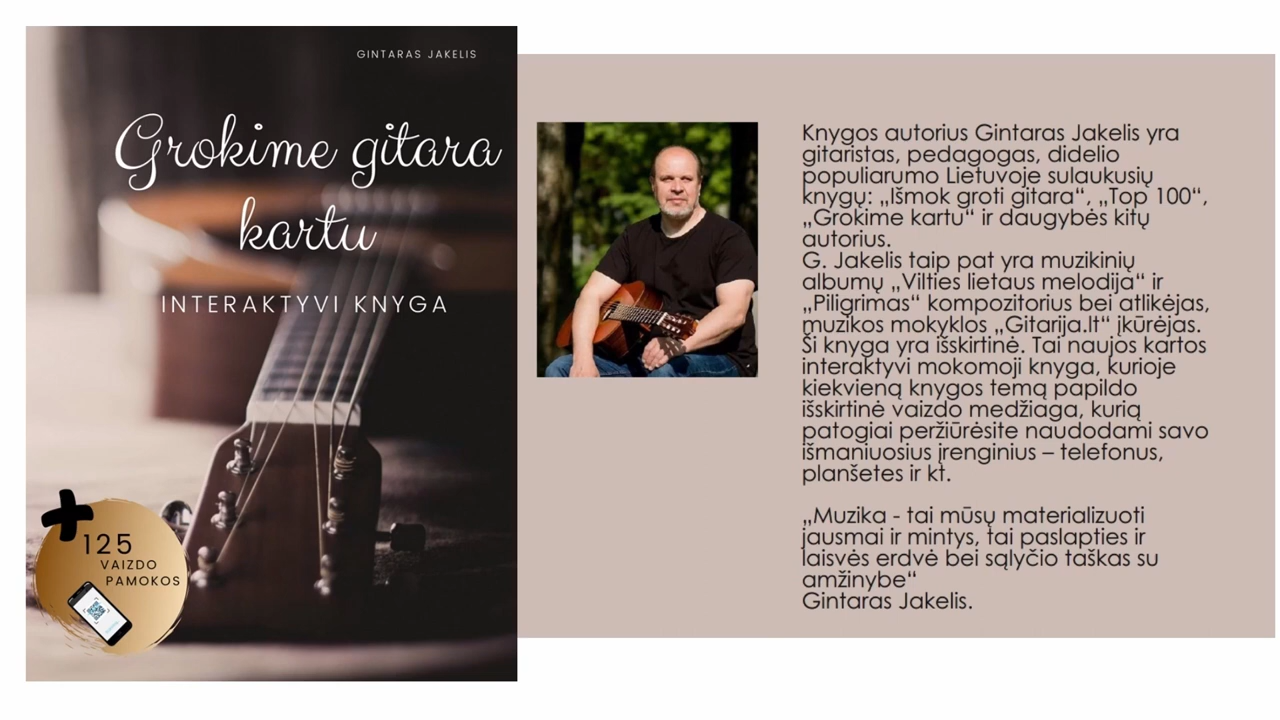 GINTARAS JAKELIS
Grokime gitara
kartu
INTERAKTYVI KNYGA
+
125
VAIZDO
PAMOKOS
Knygos autorius Gintaras Jakelis yra
gitaristas, pedagogas, didelio
populiarumo Lietuvoje sulaukusių
knygų: „Išmok groti gitara“, „Top 100“,
„Grokime kartu“ ir daugybės kitų
autorius.
G. Jakelis taip pat yra muzikinių
albumų „Vilties lietaus melodija“ ir
„Piligrimas“ kompozitorius bei atlikėjas,
muzikos mokyklos „Gitarija.lt“ įkūrėjas.
Ši knyga yra išskirtinė. Tai naujos kartos
interaktyvi mokomoji knyga, kurioje
kiekvieną knygos temą papildo
išskirtinė vaizdo medžiaga, kurią
patogiai peržiūrėsite naudodami savo
išmaniuosius įrenginius – telefonus,
planšetes ir kt.
„Muzika - tai mūsų materializuoti
jausmai ir mintys, tai paslapties ir
laisvės erdvė bei sąlyčio taškas su
amžinybe“
Gintaras Jakelis.